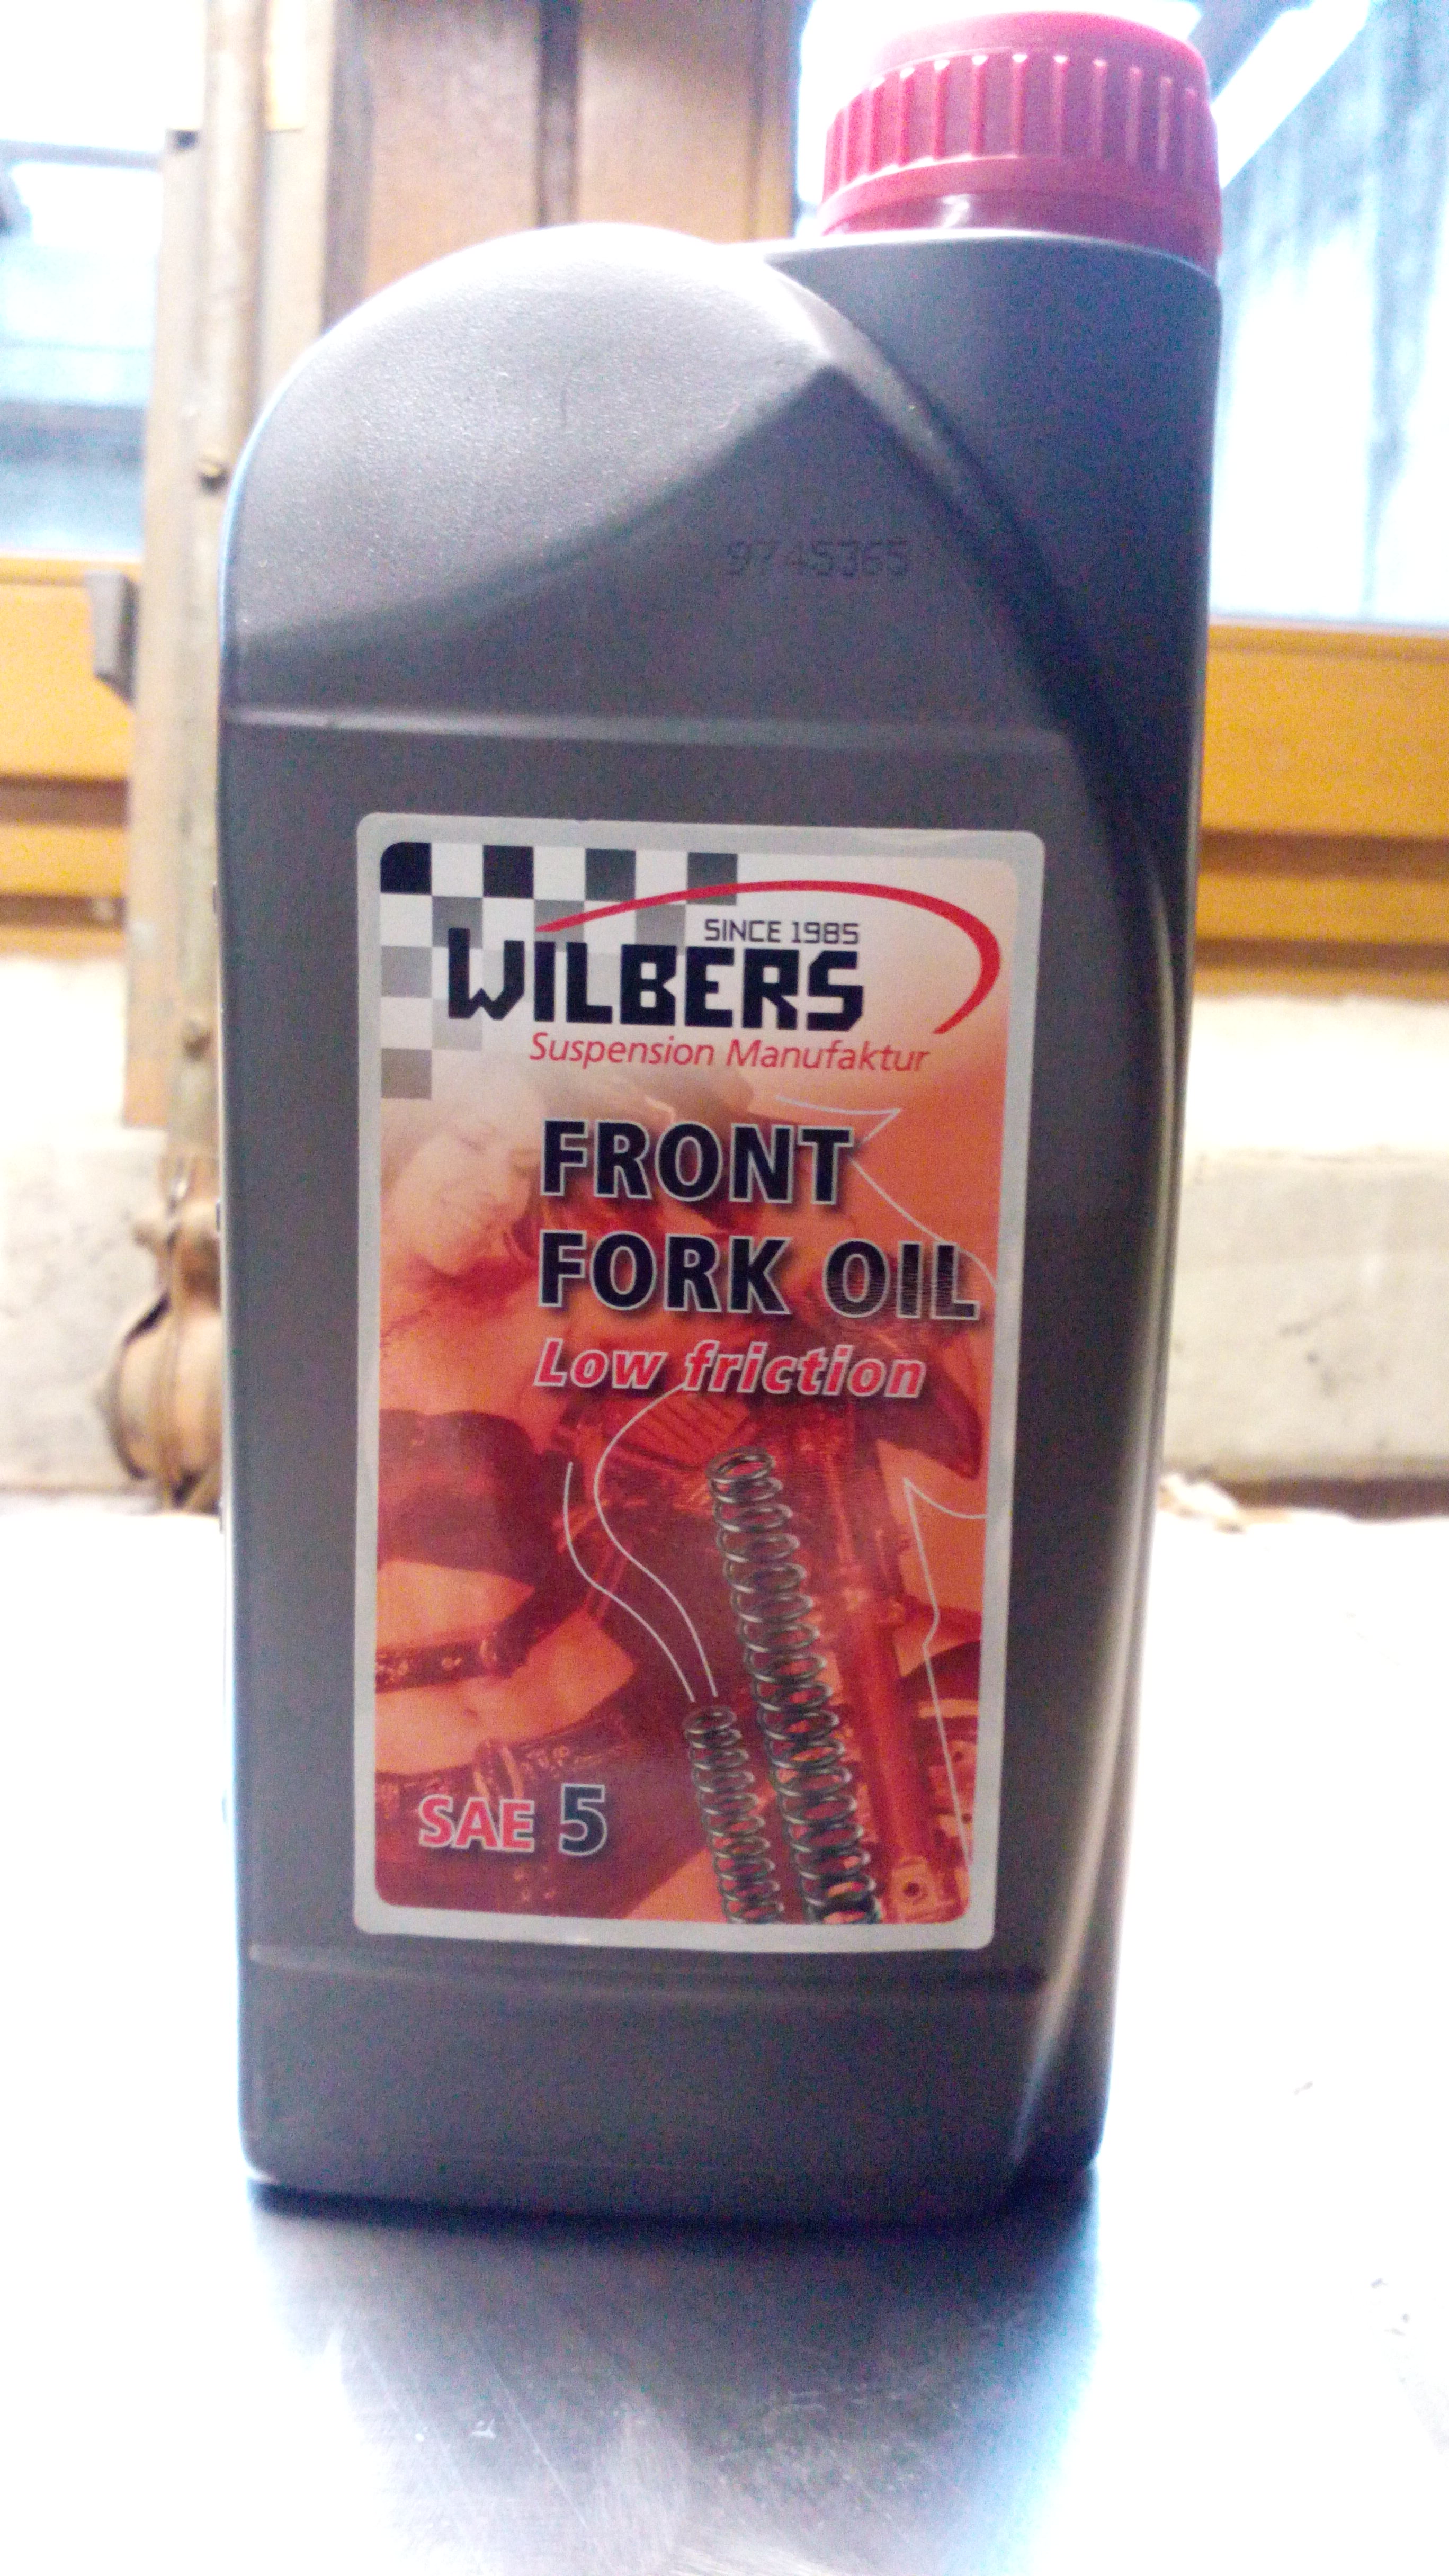 9745365
SINCE 1985
WILBERS
Suspension Manufaktur
FRONT
FORK OIL
Low friction
SAE 5